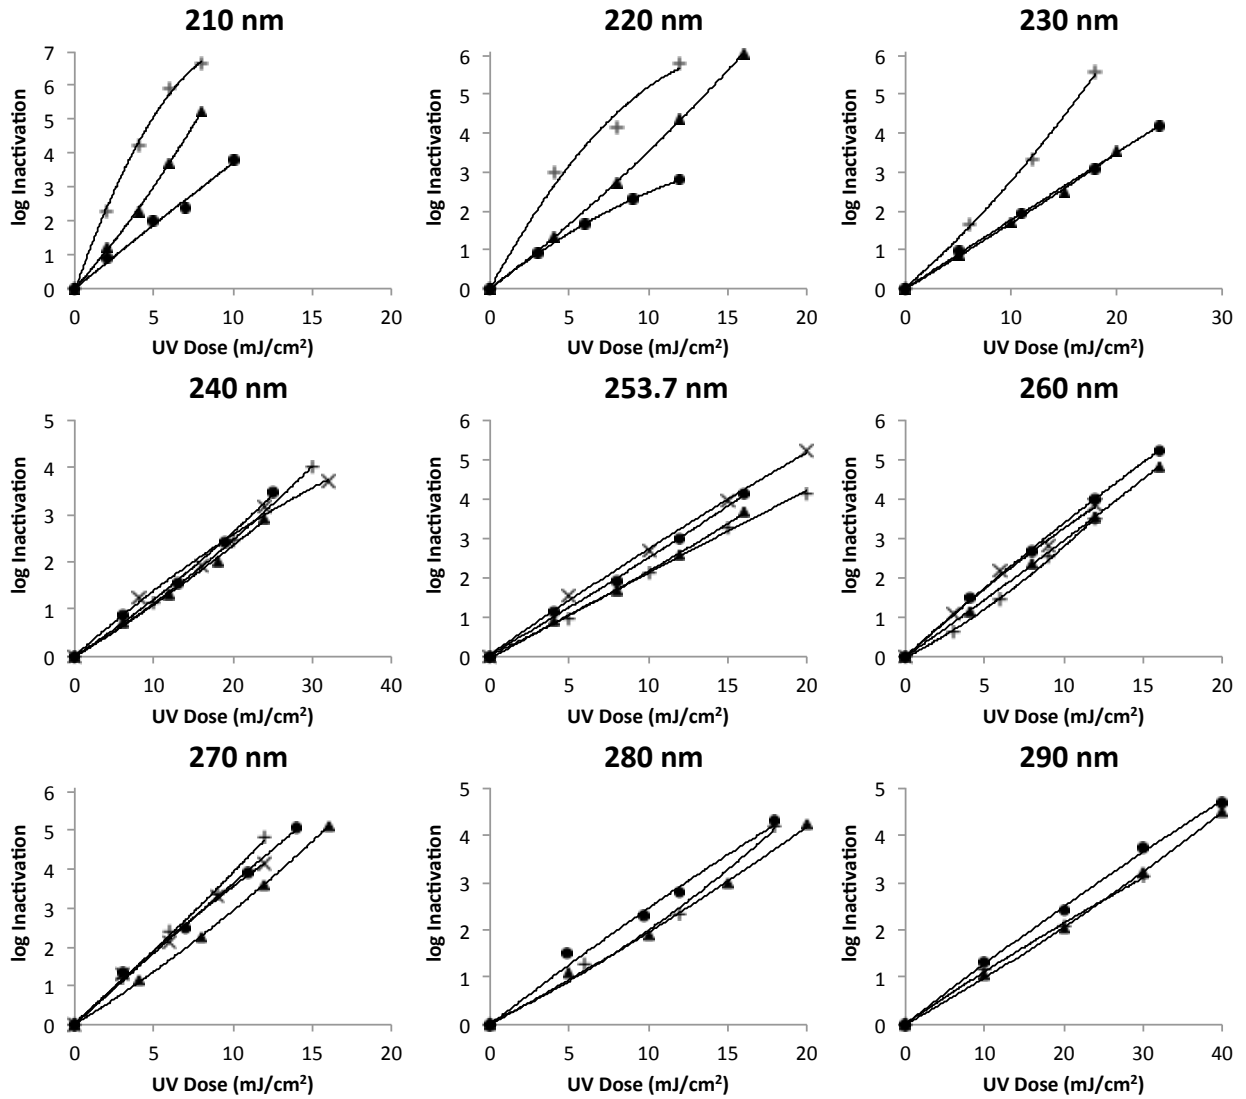 210 nm
7
6
5
4
3
2
1
0
log Inactivation
0 5 10 15 20
UV Dose (mJ/cm²)
220 nm
6
5
4
3
2
1
0
log Inactivation
0 5 10 15 20
UV Dose (mJ/cm²)
230 nm
6
5
4
3
2
1
0
log Inactivation
0 10 20 30
UV Dose (mJ/cm²)
240 nm
5
4
3
2
1
0
log Inactivation
0 10 20 30 40
UV Dose (mJ/cm²)
253.7 nm
6
5
4
3
2
1
0
log Inactivation
0 5 10 15 20
UV Dose (mJ/cm²)
260 nm
6
5
4
3
2
1
0
log Inactivation
0 5 10 15 20
UV Dose (mJ/cm²)
270 nm
6
5
4
3
2
1
0
log Inactivation
0 5 10 15 20
UV Dose (mJ/cm²)
280 nm
5
4
3
2
1
0
log Inactivation
0 5 10 15 20
UV Dose (mJ/cm²)
290 nm
5
4
3
2
1
0
log Inactivation
0 10 20 30 40
UV Dose (mJ/cm²)